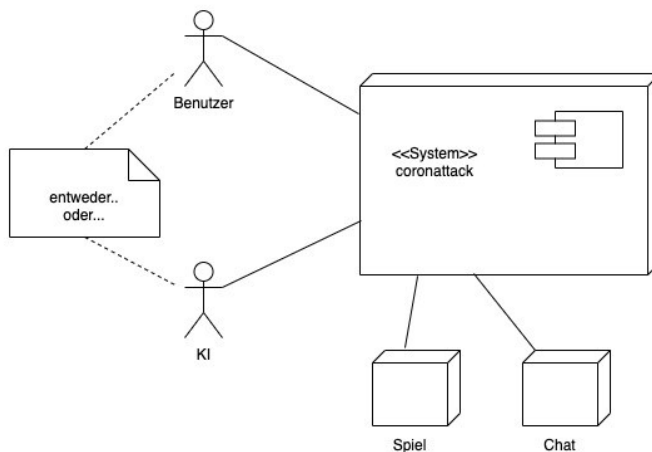 Benutzer
entweder..
oder...
<<System>>
coronattack
KI
Spiel
Chat